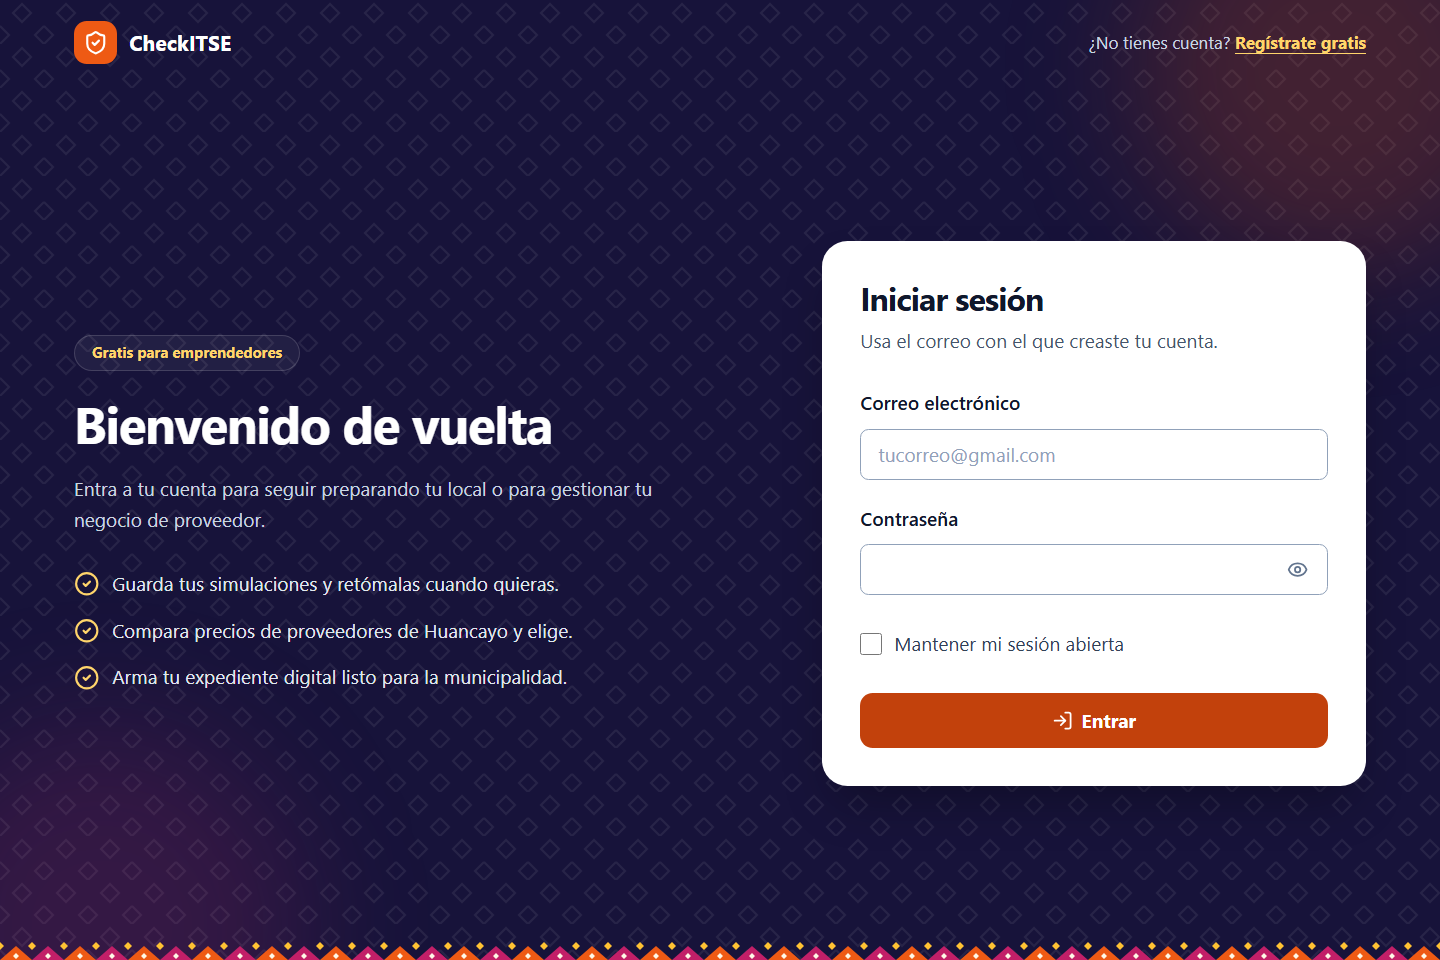 CheckITSE
¿No tienes cuenta? Regístrate gratis
Gratis para emprendedores
Bienvenido de vuelta
Entra a tu cuenta para seguir preparando tu local o para gestionar tu
negocio de proveedor.
Guarda tus simulaciones y retómalas cuando quieras.
Compara precios de proveedores de Huancayo y elige.
Arma tu expediente digital listo para la municipalidad.
Iniciar sesión
Usa el correo con el que creaste tu cuenta.
Correo electrónico
tucorreo@gmail.com
Contraseña
Mantener mi sesión abierta
Entrar